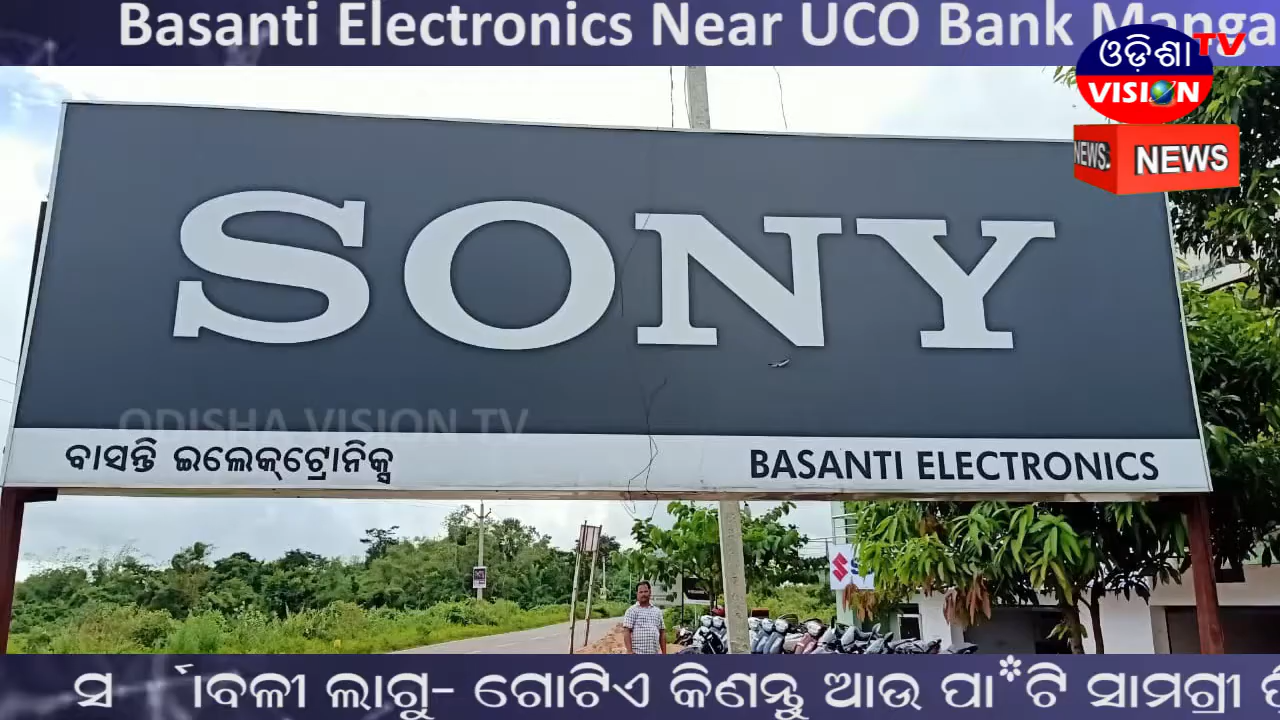 Basanti Electronics Near UCO Bank Manga
ଓଡ଼ିଶା TV
VISION
NEWS. NEWS
SONY
ODISHA VISION TV
ବାସନ୍ତି ଇଲେକ୍‌ଟ୍ରୋନିକ୍ସ BASANTI ELECTRONICS
ଲାଗୁ- ଗୋଟିଏ କିଣନ୍ତୁ ଆଉ ପା*ଟି ସାମଗ୍ରୀ